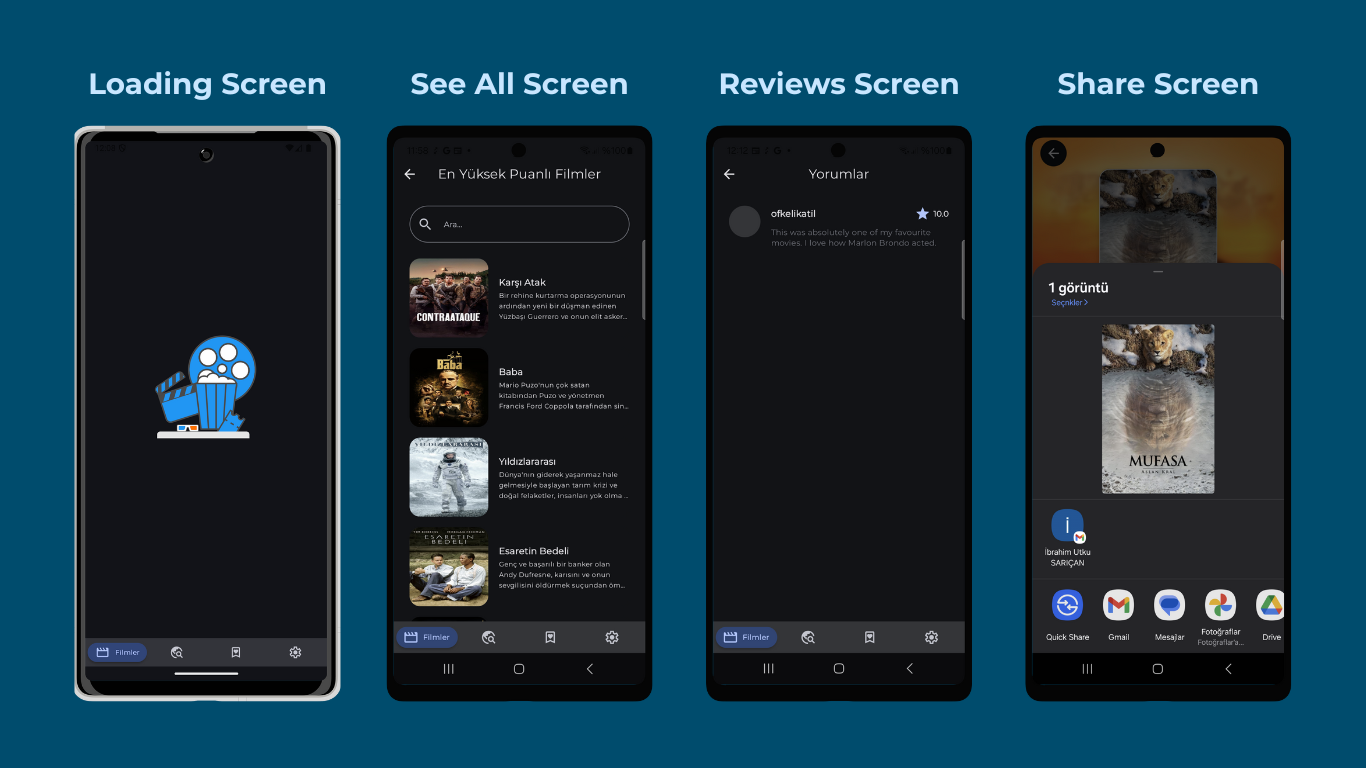 Loading Screen
See All Screen
Reviews Screen
Share Screen
Filmler
En Yüksek Puanlı Filmler
Ara...
Karşı Atak
Bir rehine kurtarma operasyonunun
ardından yeni bir düşman edinen
Yüzbaşı Guerrero ve onun elit asker...
CONTRAATAQUE
Baba
Baba
Mario Puzo'nun çok satan
kitabından Puzo ve yönetmen
Francis Ford Coppola tarafından sin...
Yıldızlararası
Dünya'nın giderek yaşanmaz hale
gelmesiyle başlayan tarım krizi ve
doğal felaketler, insanları yok olma ...
ESARETİN
BEDELİ
Esaretin Bedeli
Genç ve başarılı bir banker olan
Andy Dufresne, karısını ve onun
sevgilisini öldürmek suçundan öm...
Filmler
Yorumlar
ofkelikatil
10.0
This was absolutely one of my favourite
movies. I love how Marlon Brondo acted.
Filmler
1 görüntü
Seçnkler >
MUFASA
ASLAN KRAL
i
İbrahim Utku
SARIÇAN
Quick Share
Gmail
Mesajlar
Fotoğraflar
Fotoğraflar'a...
Drive